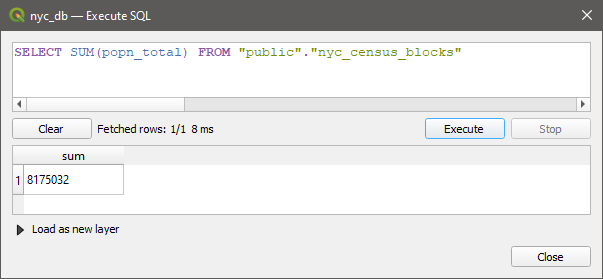 nyc_db — Execute SQL
SELECT SUM(popn_total) FROM "public"."nyc_census_blocks"
Clear Fetched rows: 1/1 8 ms Execute Stop
sum
1 8175032
Load as new layer
Close